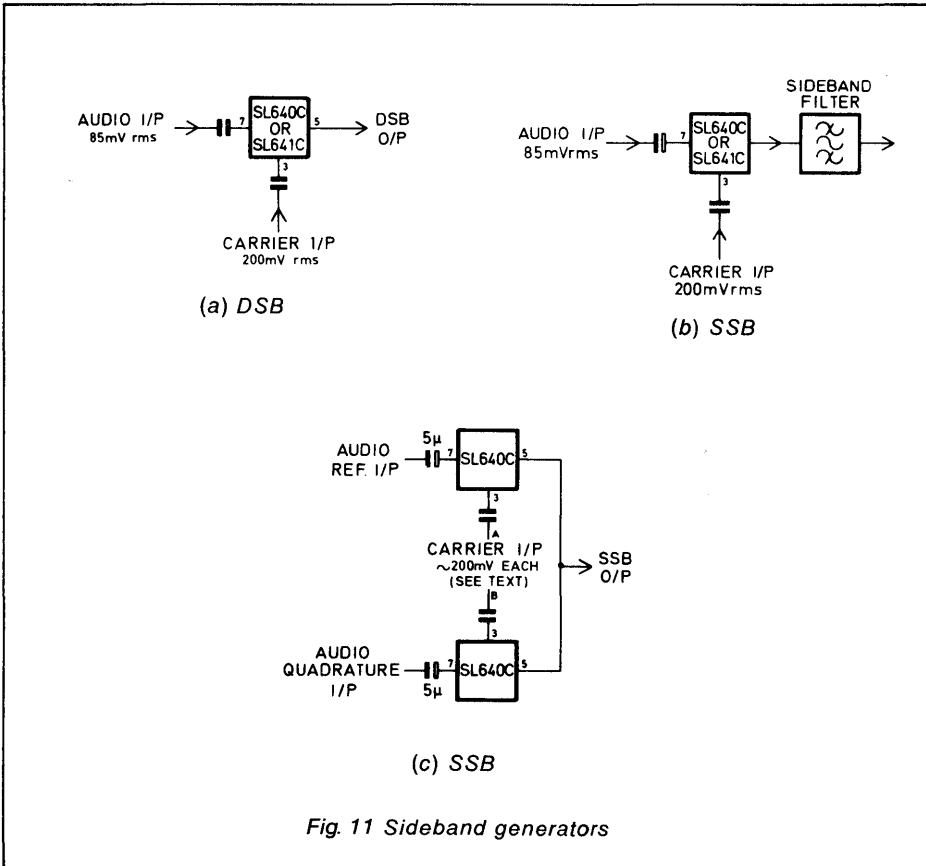 AUDIO I/P
85mV rms
7
SL640C
OR
SL641C
5
DSB
O/P
3
CARRIER I/P
200mV rms
(a) DSB
SIDEBAND
FILTER
AUDIO I/P
85mVrms
7
SL640C
OR
SL641C
3
CARRIER I/P
200mVrms
(b) SSB
AUDIO
REF. I/P
5μ
7
SL640C
5
3
A
CARRIER I/P
~200mV EACH
(SEE TEXT)
B
SSB
O/P
3
AUDIO
QUADRATURE
I/P
5μ
7
SL640C
5
(c) SSB
Fig. 11 Sideband generators